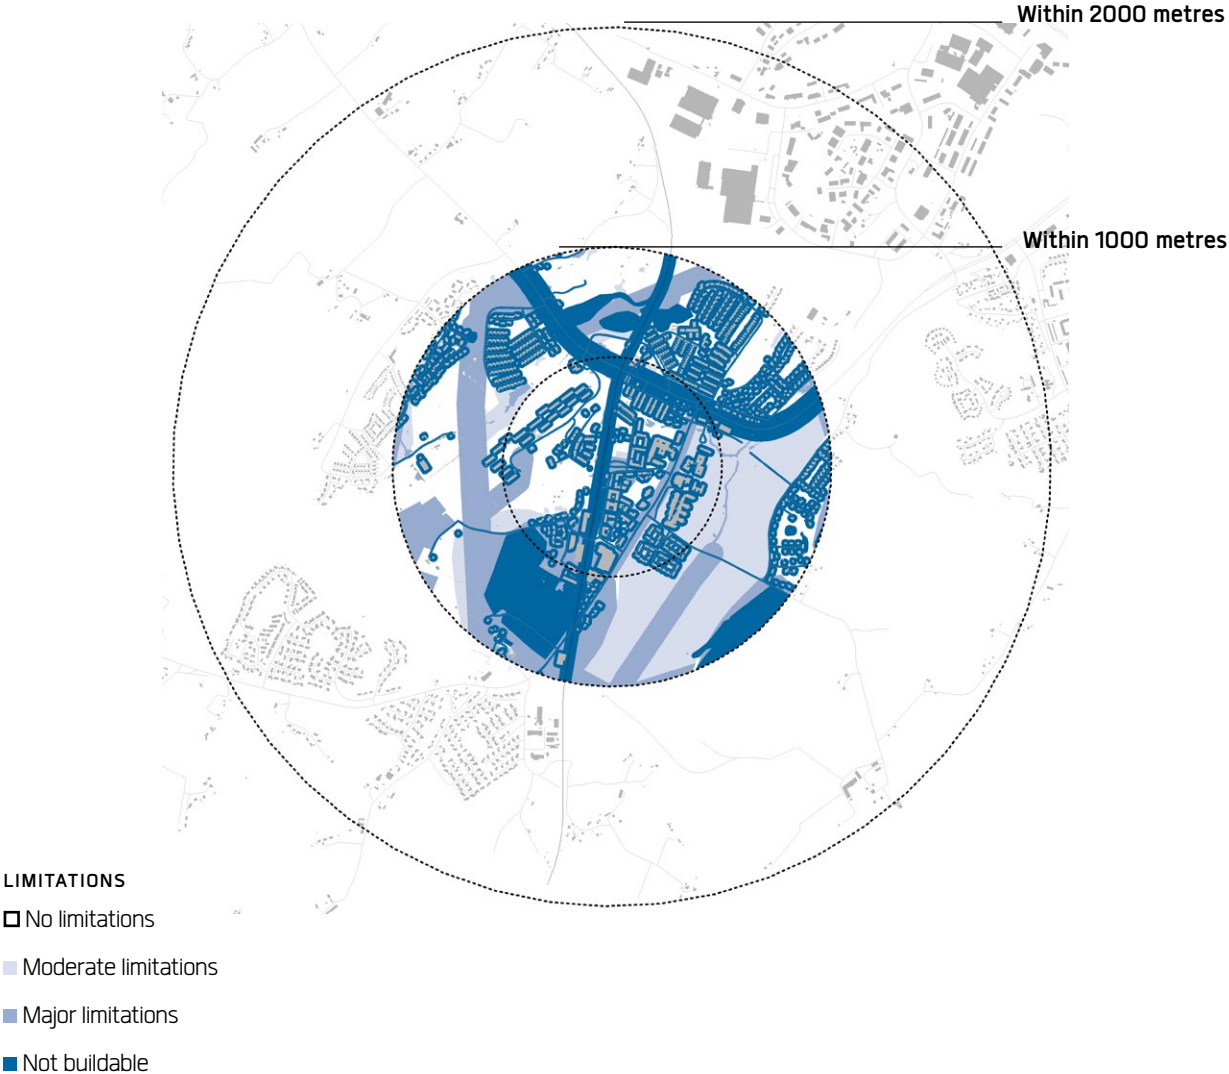 Within 2000 metres
Within 1000 metres
LIMITATIONS
No limitations
Moderate limitations
Major limitations
Not buildable